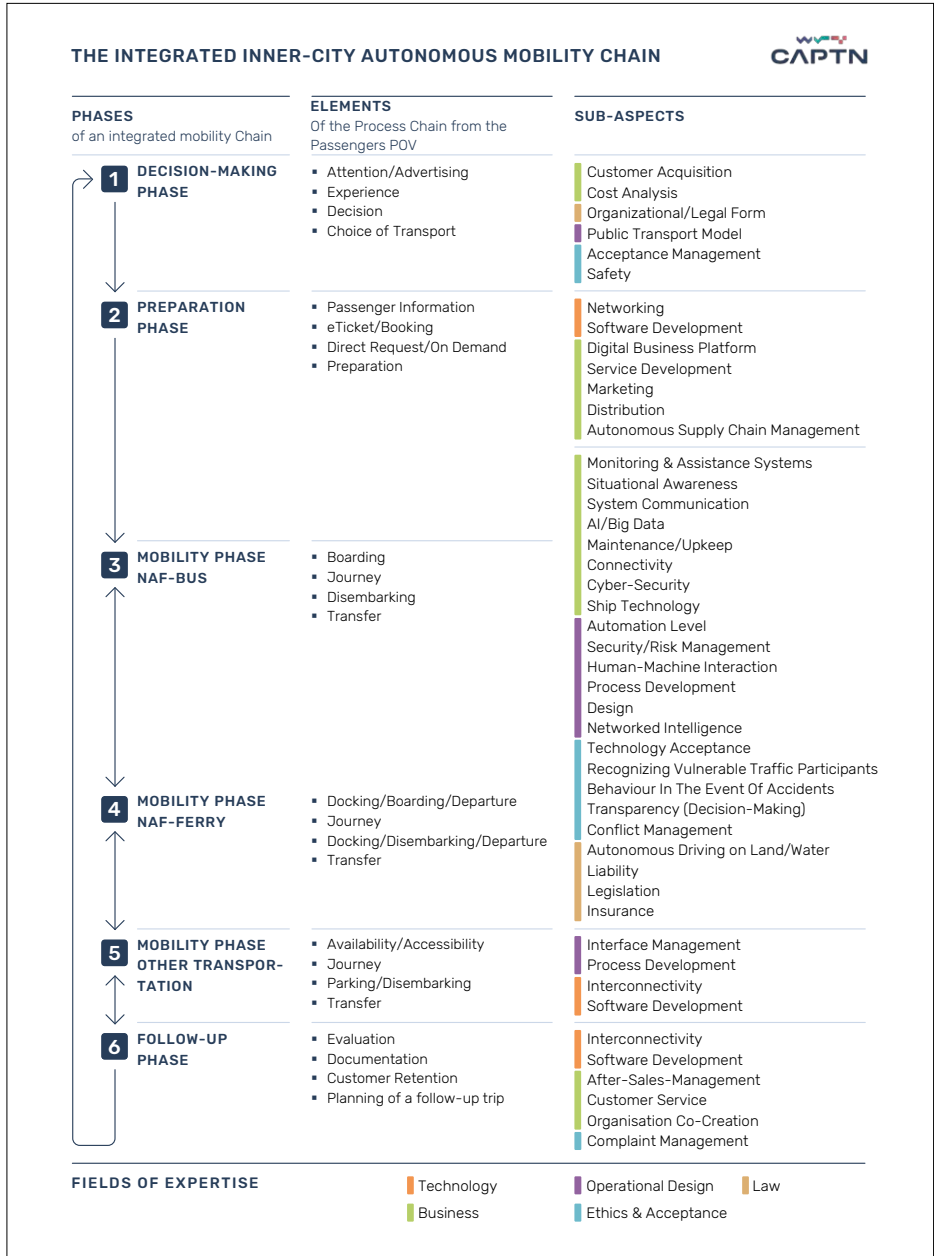 THE INTEGRATED INNER-CITY AUTONOMOUS MOBILITY CHAIN
CAPTN
PHASES
of an integrated mobility Chain
ELEMENTS
Of the Process Chain from the
Passengers POV
SUB-ASPECTS
1
DECISION-MAKING
PHASE
▪ Attention/Advertising
▪ Experience
▪ Decision
▪ Choice of Transport
Customer Acquisition
Cost Analysis
Organizational/Legal Form
Public Transport Model
Acceptance Management
Safety
2
PREPARATION
PHASE
▪ Passenger Information
▪ eTicket/Booking
▪ Direct Request/On Demand
▪ Preparation
Networking
Software Development
Digital Business Platform
Service Development
Marketing
Distribution
Autonomous Supply Chain Management
3
MOBILITY PHASE
NAF-BUS
▪ Boarding
▪ Journey
▪ Disembarking
▪ Transfer
Monitoring & Assistance Systems
Situational Awareness
System Communication
AI/Big Data
Maintenance/Upkeep
Connectivity
Cyber-Security
Ship Technology
Automation Level
Security/Risk Management
Human-Machine Interaction
Process Development
Design
Networked Intelligence
Technology Acceptance
Recognizing Vulnerable Traffic Participants
Behaviour In The Event Of Accidents
Transparency (Decision-Making)
Conflict Management
Autonomous Driving on Land/Water
Liability
Legislation
Insurance
4
MOBILITY PHASE
NAF-FERRY
▪ Docking/Boarding/Departure
▪ Journey
▪ Docking/Disembarking/Departure
▪ Transfer
5
MOBILITY PHASE
OTHER TRANSPOR-
TATION
▪ Availability/Accessibility
▪ Journey
▪ Parking/Disembarking
▪ Transfer
Interface Management
Process Development
Interconnectivity
Software Development
6
FOLLOW-UP
PHASE
▪ Evaluation
▪ Documentation
▪ Customer Retention
▪ Planning of a follow-up trip
Interconnectivity
Software Development
After-Sales-Management
Customer Service
Organisation Co-Creation
Complaint Management
FIELDS OF EXPERTISE
Technology
Business
Operational Design
Ethics & Acceptance
Law